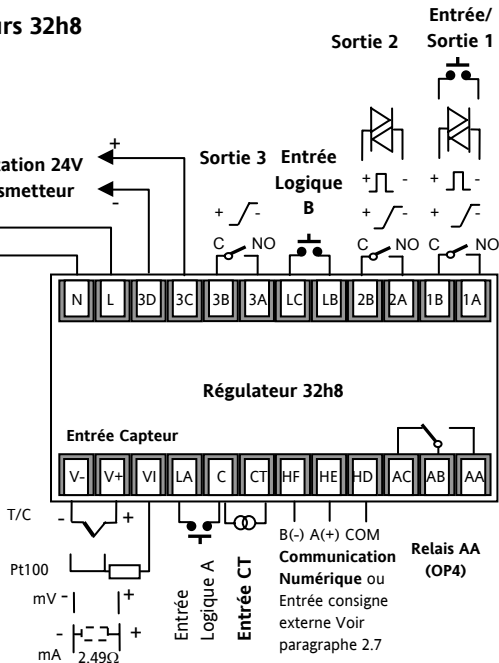 urs 32h8
Entrée/
Sortie 2 Sortie 1
+
ation 24V
smetteur
-
Sortie 3
Entrée
Logique
B
+ -
+ -
+ -
+ -
+ -
C NO
C NO
C NO
N L 3D 3C 3B 3A LC LB 2B 2A 1B 1A
Régulateur 32h8
Entrée Capteur
V- V+ VI LA C CT HF HE HD AC AB AA
T/C - +
Pt100
mV - +
- +
mA 2.49Ω
Entrée
Logique A
Entrée CT
B(-) A(+) COM
Communication
Numérique ou
Entrée consigne
externe Voir
paragraphe 2.7
Relais AA
(OP4)